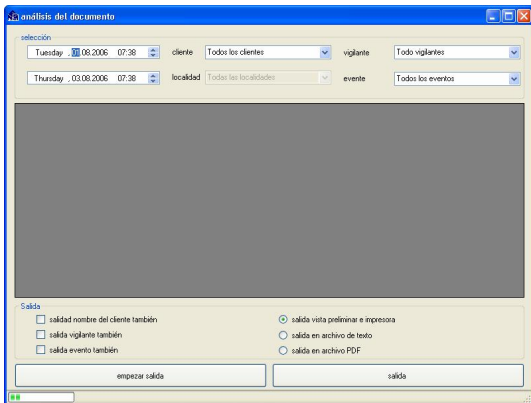 análisis del documento
selección
Tuesday , 01.08.2006 07:38 cliente Todos los clientes vigilante Todo vigilantes
Thursday , 03.08.2006 07:38 localidad Todas las localidades evente Todos los eventos
Salida
salidad nombre del cliente también salida vista preliminar e impresora
salida vigilante también salida en archivo de texto
salida evento también salida en archivo PDF
empezar salida salida